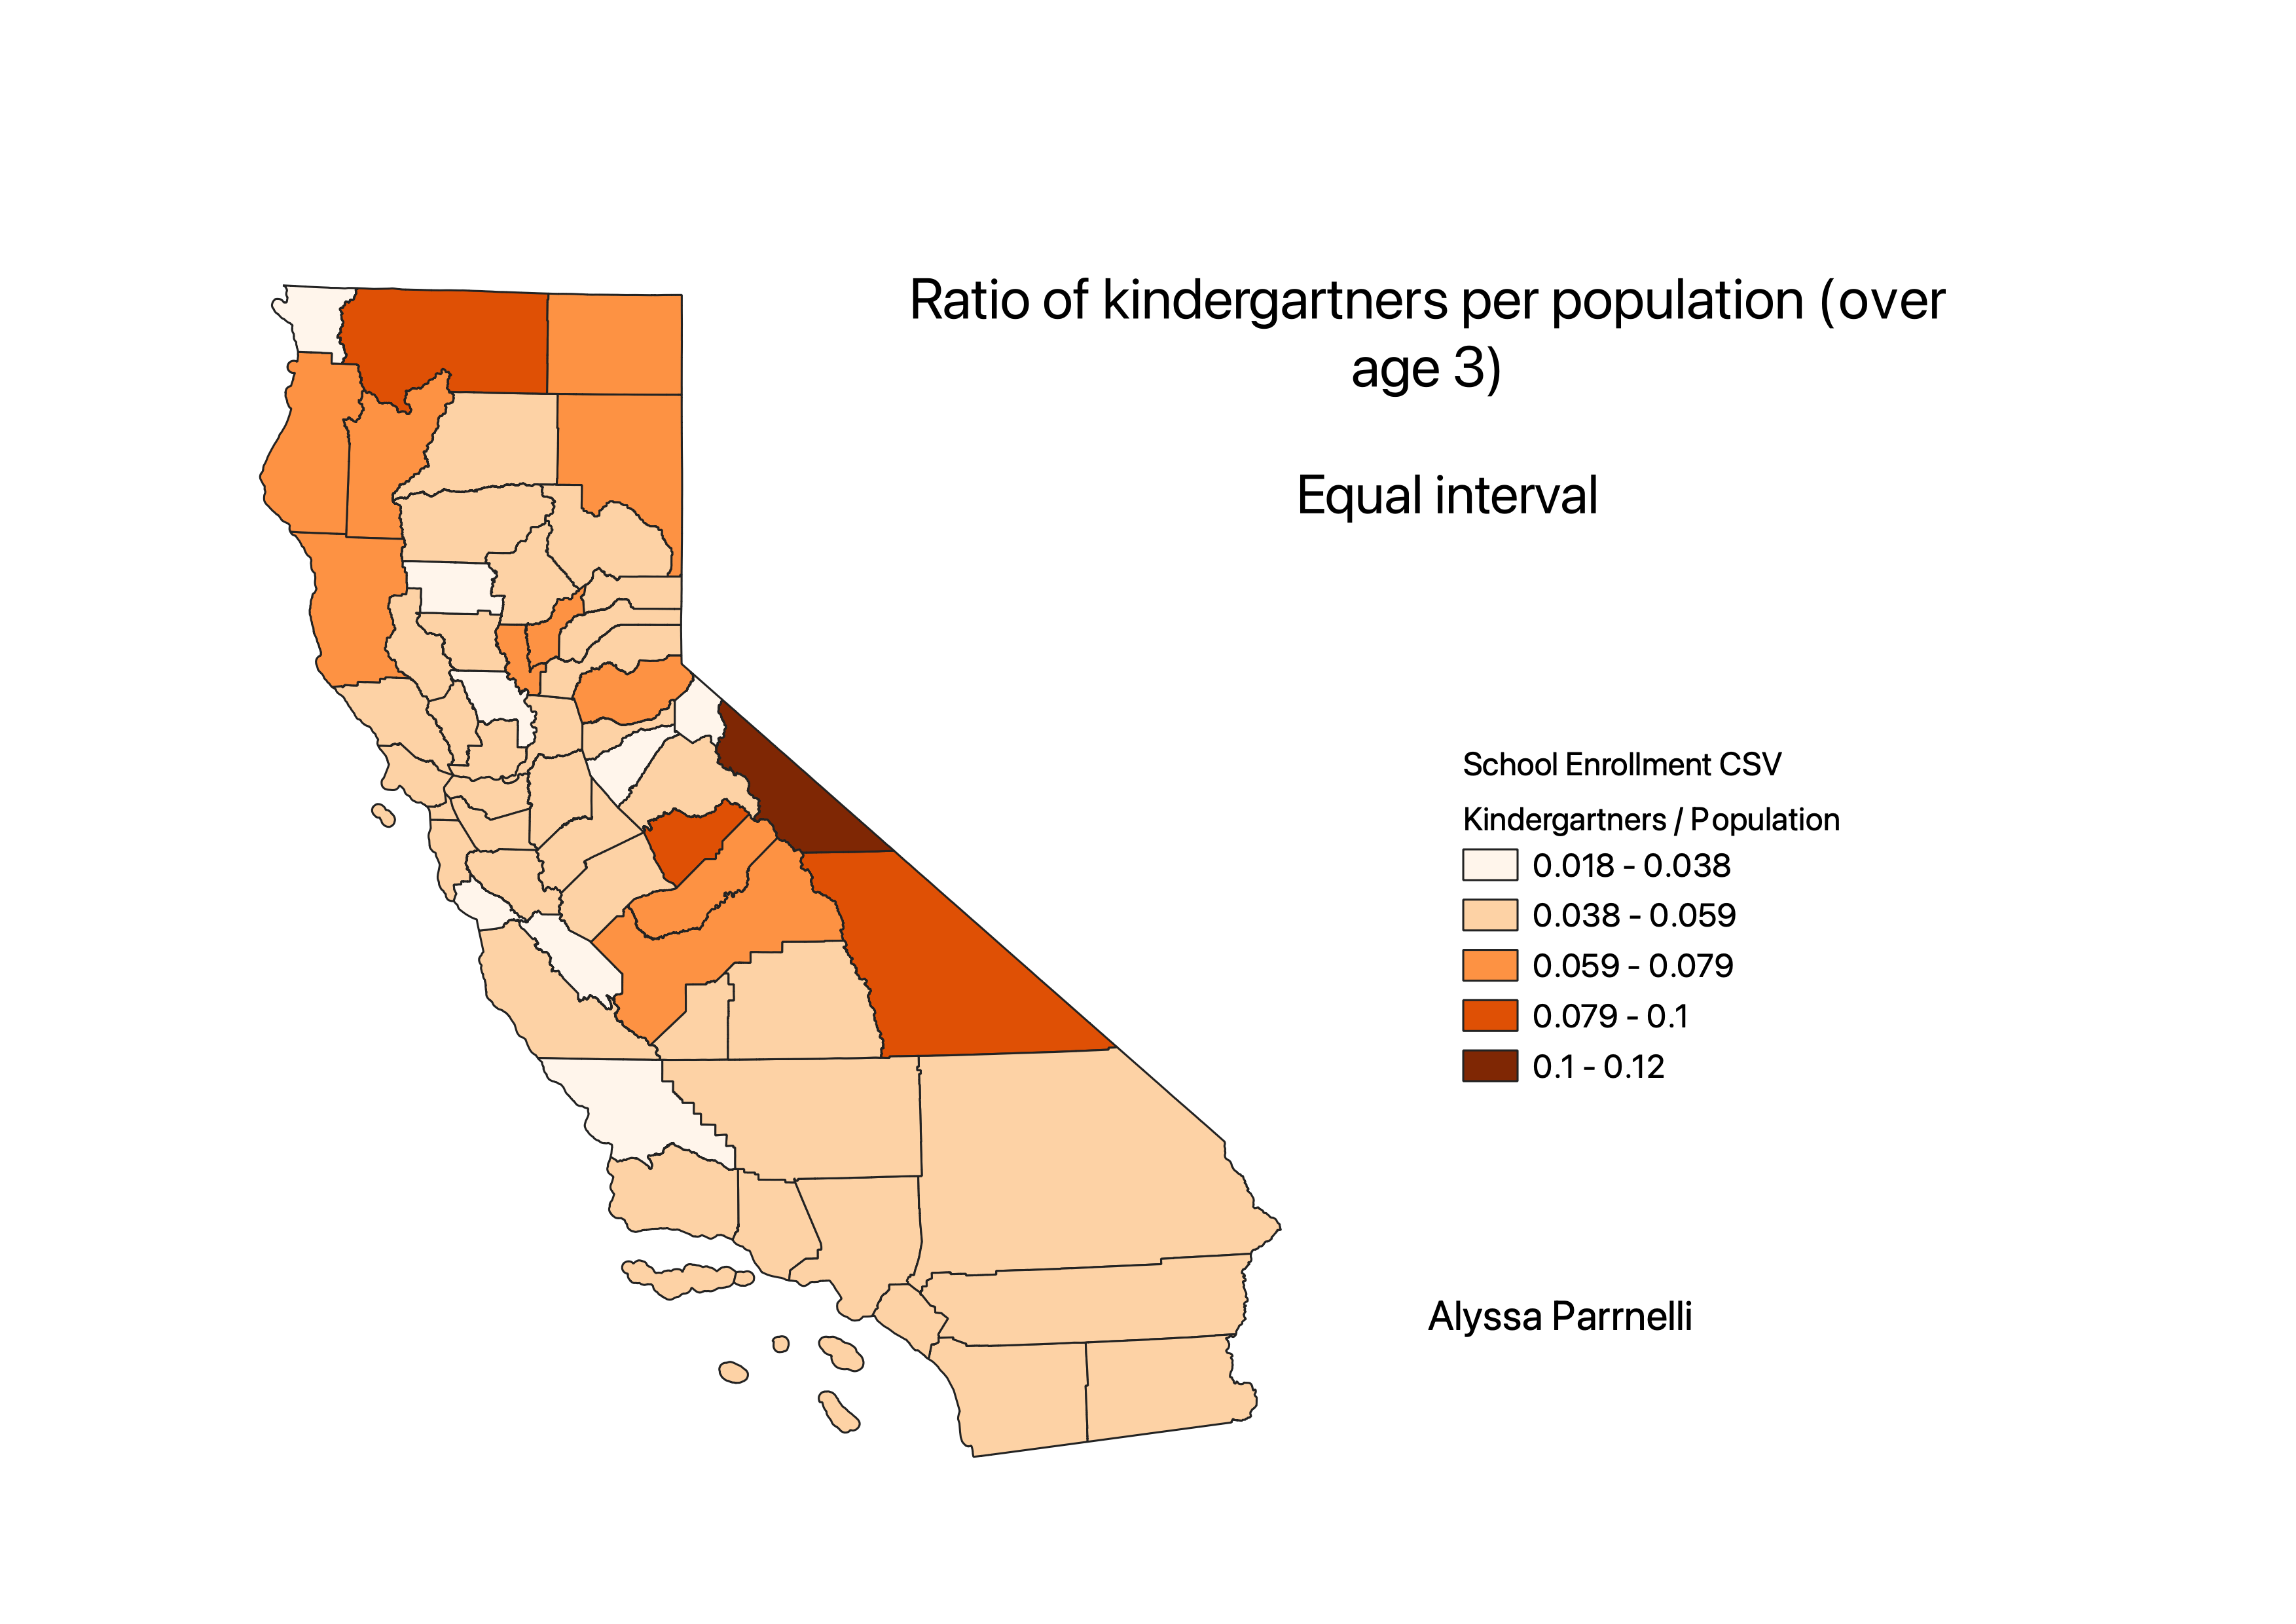 Ratio of kindergartners per population (over
age 3)
Equal interval
School Enrollment CSV
Kindergartners / Population
0.018 - 0.038
0.038 - 0.059
0.059 - 0.079
0.079 - 0.1
0.1 - 0.12
Alyssa Parrnelli